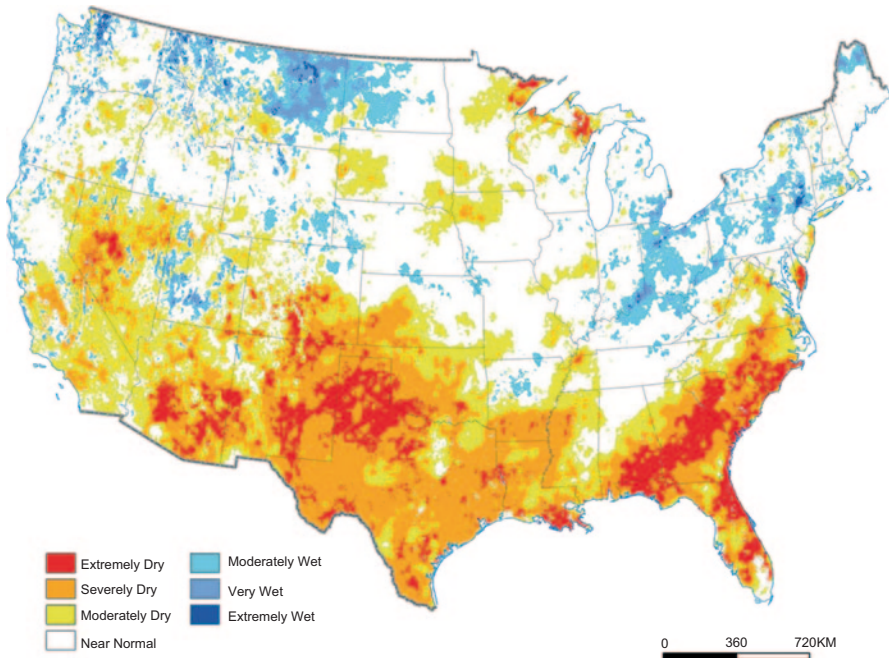 Extremely Dry
Severely Dry
Moderately Dry
Near Normal
Moderately Wet
Very Wet
Extremely Wet
0 360 720KM